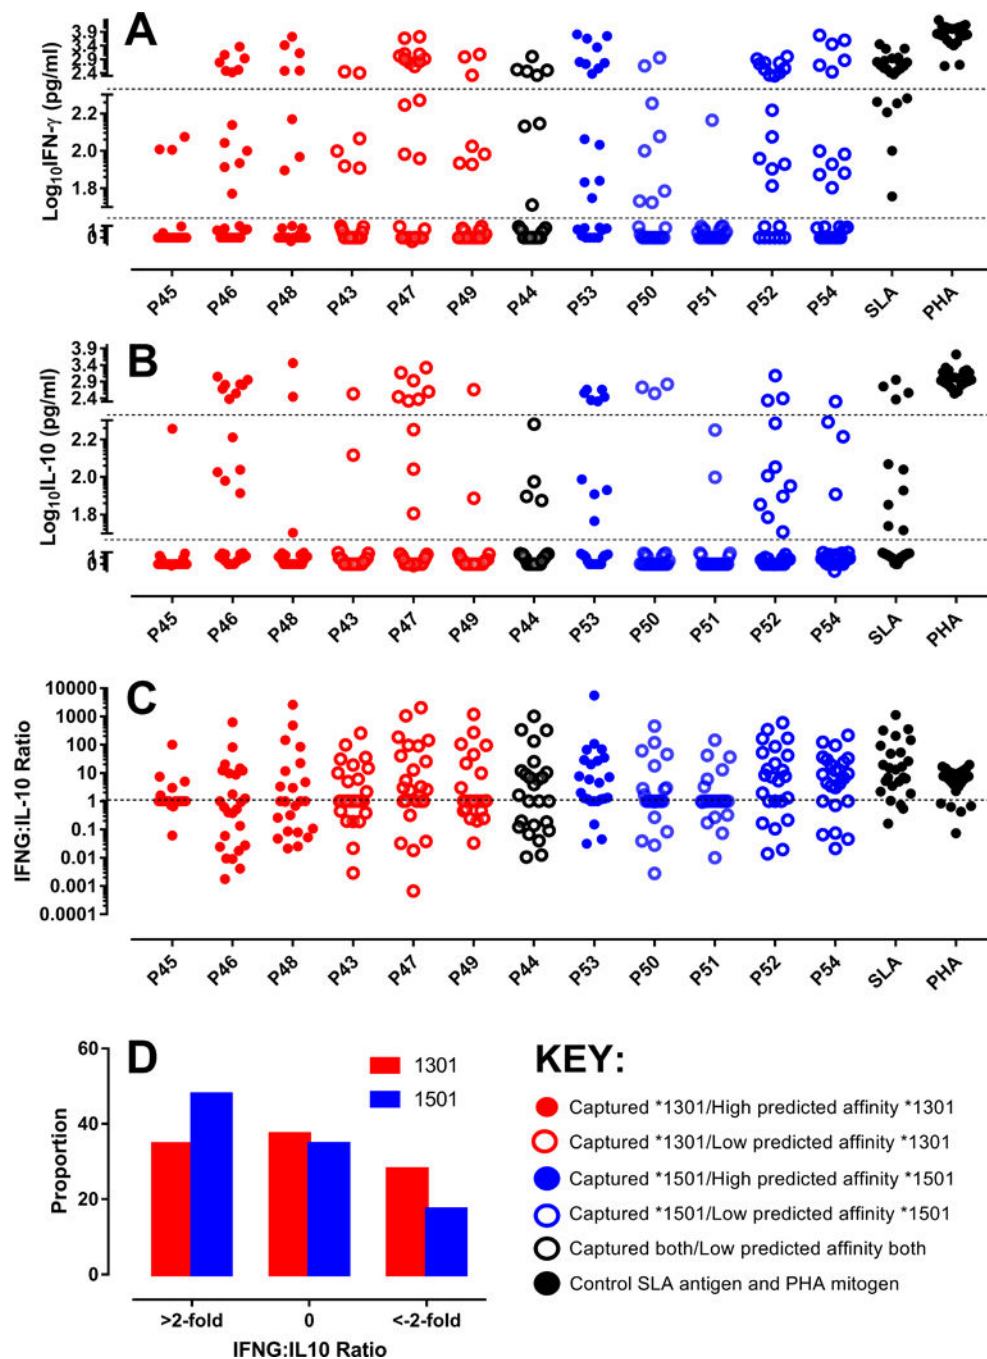 A
Log10IFN-γ (pg/ml)
3.9
3.4
2.9
2.4
2.2
2.0
1.8
1
0
P45 P46 P48 P43 P47 P49 P44 P53 P50 P51 P52 P54 SLA PHA
B
Log10IL-10 (pg/ml)
3.9
3.4
2.9
2.4
2.2
2.0
1.8
1
0
P45 P46 P48 P43 P47 P49 P44 P53 P50 P51 P52 P54 SLA PHA
C
IFNG:IL-10 Ratio
10000
1000
100
10
1
0.1
0.01
0.001
0.0001
P45 P46 P48 P43 P47 P49 P44 P53 P50 P51 P52 P54 SLA PHA
D
Proportion
60
40
20
0
1301
1501
>2-fold 0 <-2-fold
IFNG:IL10 Ratio
KEY:
Captured *1301/High predicted affinity *1301
Captured *1301/Low predicted affinity *1301
Captured *1501/High predicted affinity *1501
Captured *1501/Low predicted affinity *1501
Captured both/Low predicted affinity both
Control SLA antigen and PHA mitogen